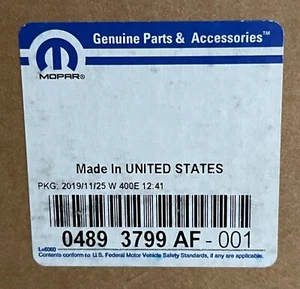 Genuine Parts & Accessories™
MOPAR®
Made In UNITED STATES
PKG: 2019/11/25 W 400E 12:41
0489 3799 AF - 001
L-6060
Contents conform to U.S. Federal Motor Vehicle Safety Standards, if any are applicable.